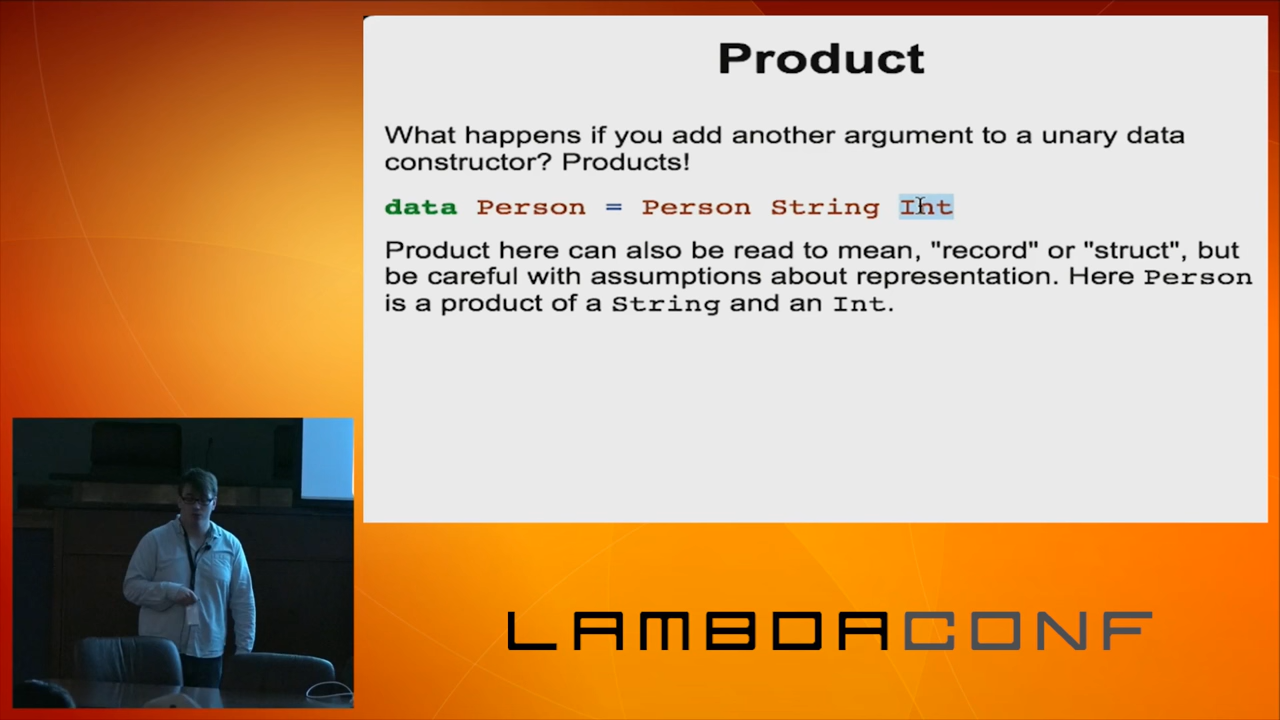 Product
What happens if you add another argument to a unary data
constructor? Products!
data Person = Person String Int
Product here can also be read to mean, "record" or "struct", but
be careful with assumptions about representation. Here Person
is a product of a String and an Int.
LAMBDACONF